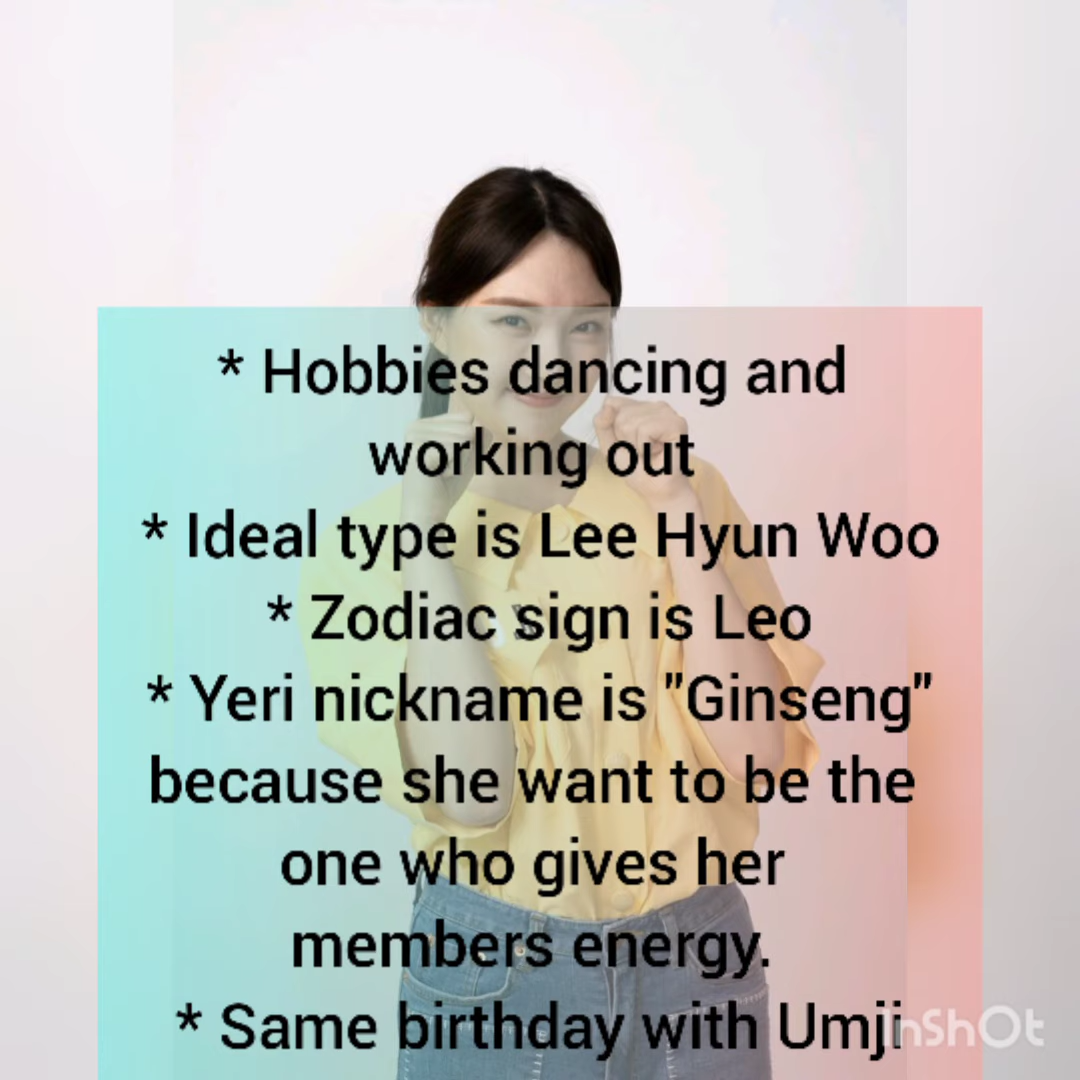 * Hobbies dancing and
working out
* Ideal type is Lee Hyun Woo
* Zodiac sign is Leo
* Yeri nickname is "Ginseng"
because she want to be the
one who gives her
members energy.
* Same birthday with Umji
InShOt